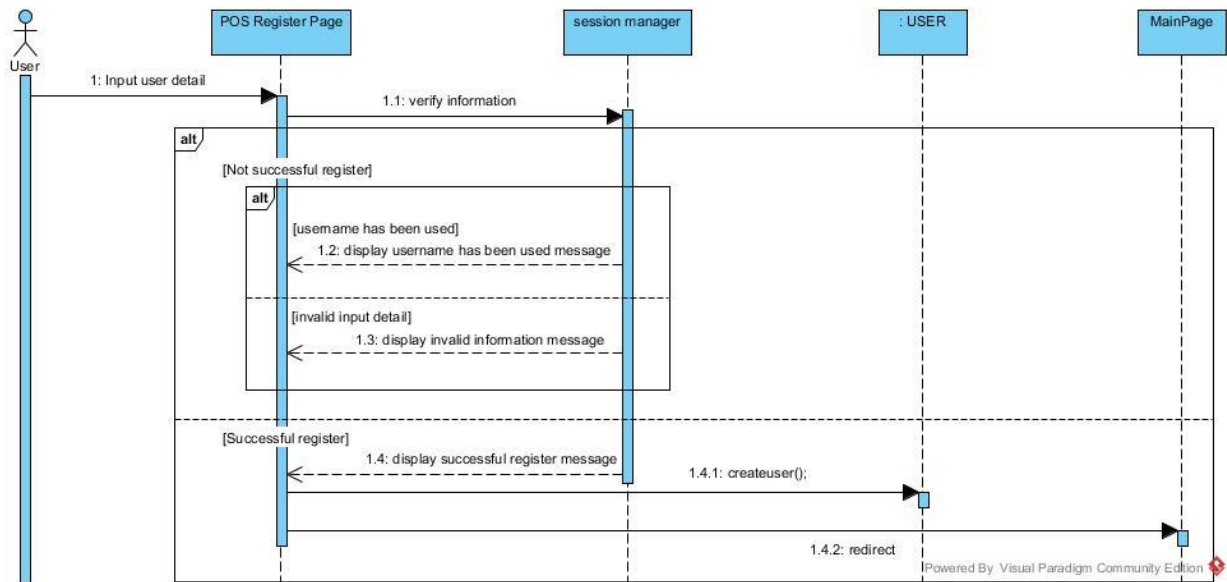 POS Register Page
session manager
: USER
MainPage
User
1: Input user detail
1.1: verify information
alt
[Not successful register]
alt
[username has been used]
1.2: display username has been used message
[invalid input detail]
1.3: display invalid information message
[Successful register]
1.4: display successful register message
1.4.1: createuser();
1.4.2: redirect
Powered By Visual Paradigm Community Edition